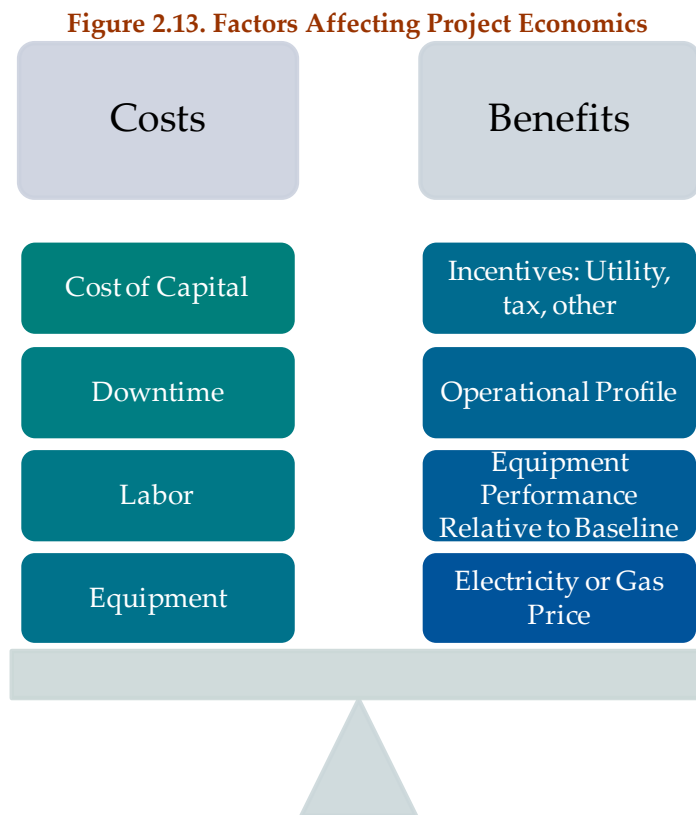 Figure 2.13. Factors Affecting Project Economics
Costs
Benefits
Cost of Capital
Downtime
Labor
Equipment
Incentives: Utility,
tax, other
Operational Profile
Equipment
Performance
Relative to Baseline
Electricity or Gas
Price